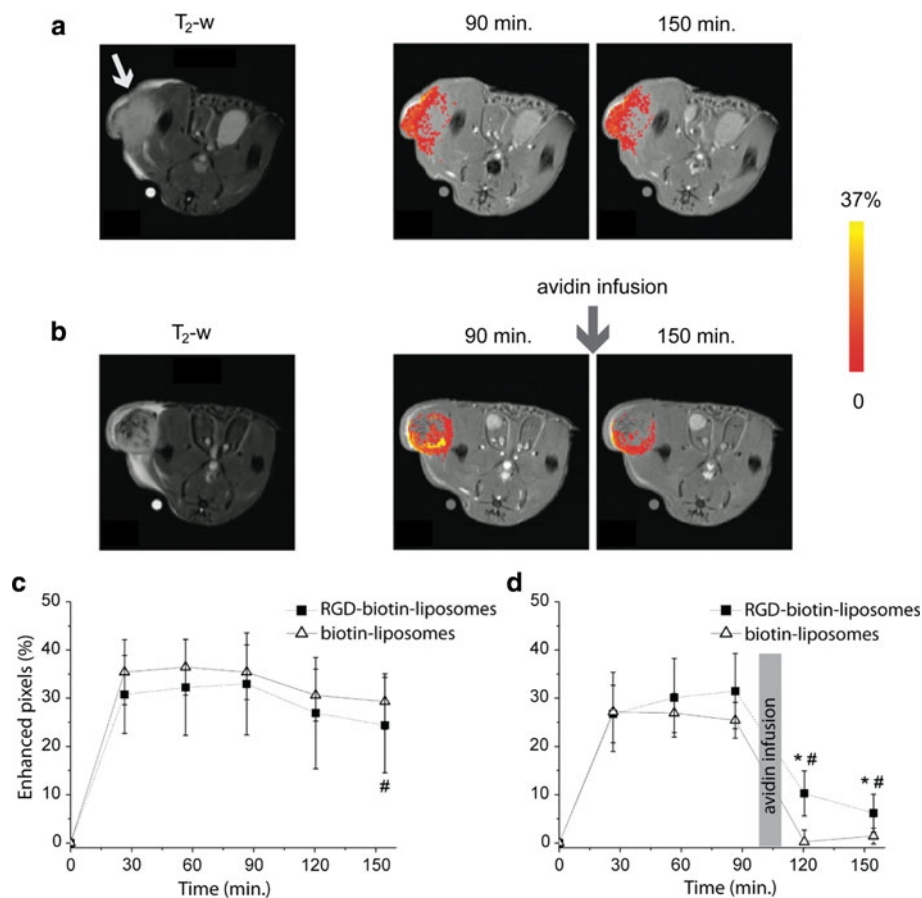 a
T2-w
90 min.
150 min.
37%
0
avidin infusion
b
T2-w
90 min.
150 min.
c
50
40
30
20
10
0
Enhanced pixels (%)
RGD-biotin-liposomes
biotin-liposomes
#
0
30
60
90
120
150
Time (min.)
d
50
40
30
20
10
0
RGD-biotin-liposomes
biotin-liposomes
avidin infusion
* #
* #
0
30
60
90
120
150
Time (min.)